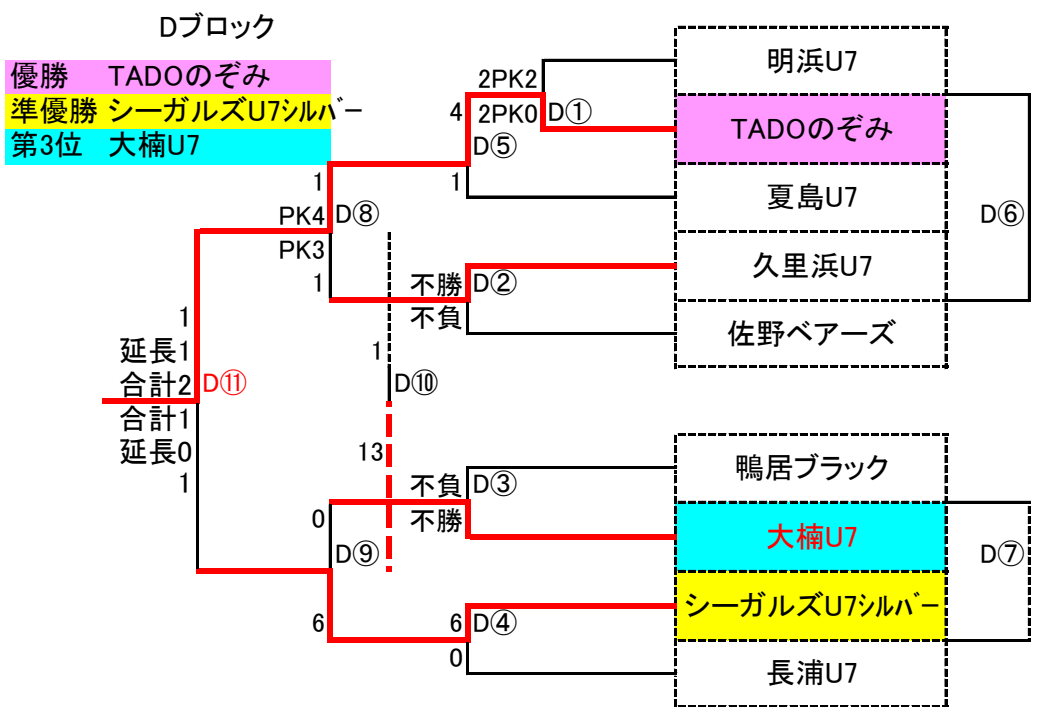 Dブロック
優勝 TADOのぞみ
準優勝 シーガルズU7シルバー
第3位 大楠U7
明浜U7
TADOのぞみ
夏島U7
久里浜U7
佐野ベアーズ
鴨居ブラック
大楠U7
シーガルズU7シルバー
長浦U7
2PK2
2PK0 D①
4
D⑤
1
D⑥
1
PK4 D⑧
PK3
1
不勝 D②
不負
1
D⑩
13
1
延長1
合計2 D⑪
合計1
延長0
1
不負 D③
不勝
0
D⑨
6
6 D④
0
D⑦